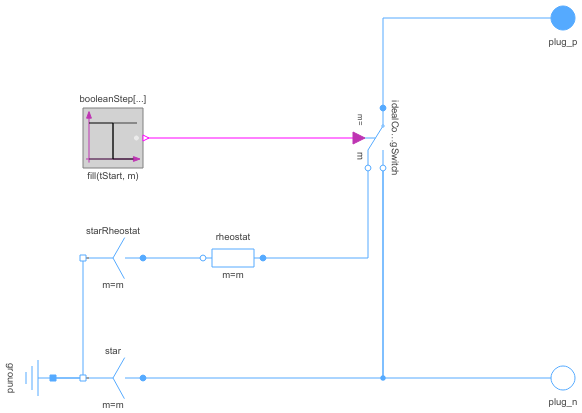 plug_p
booleanStep[...]
fill(tStart, m)
m=
m
idealCo...gSwitch
starRheostat
m=m
rheostat
m=m
star
m=m
ground
plug_n